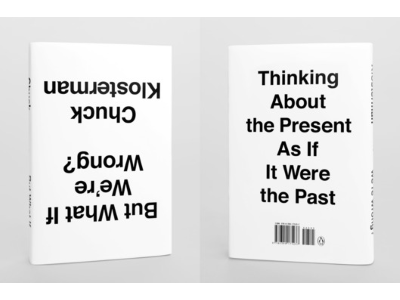 But What If
We're
Wrong?
Chuck
Klosterman
Thinking
About
the Present
As If
It Were
the Past